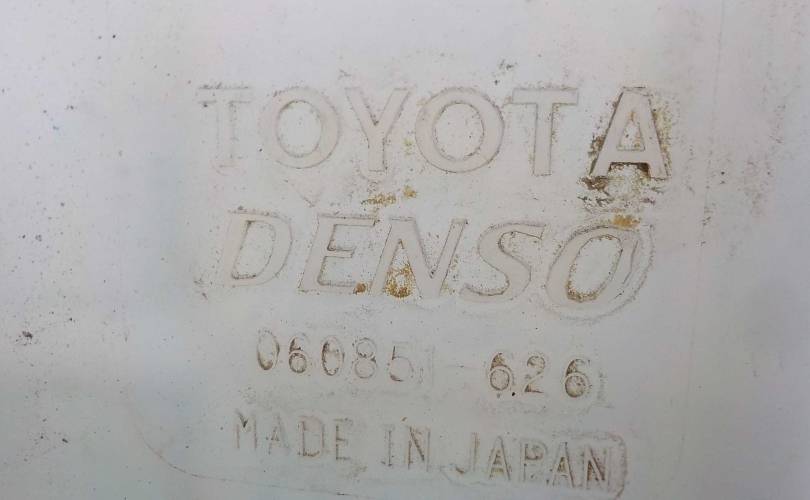 TOYOTA
DENSO
060851-626
MADE IN JAPAN